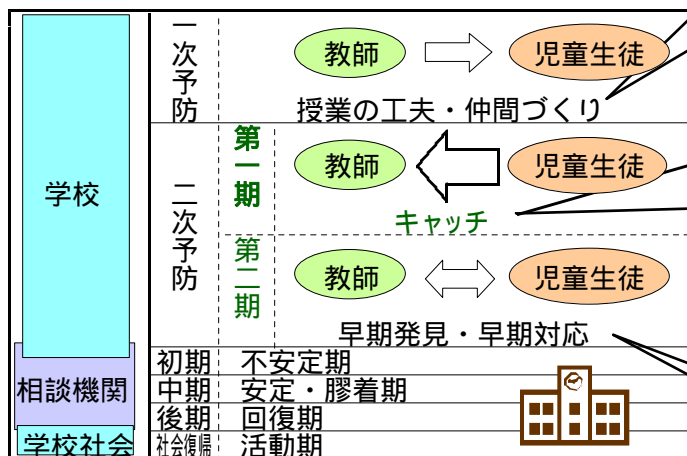 学校
相談機関
学校社会
一次予防
教師
児童生徒
授業の工夫・仲間づくり
二次予防
第一期
教師
児童生徒
キャッチ
第二期
教師
児童生徒
早期発見・早期対応
初期 不安定期
中期 安定・膠着期
後期 回復期
社会復帰 活動期